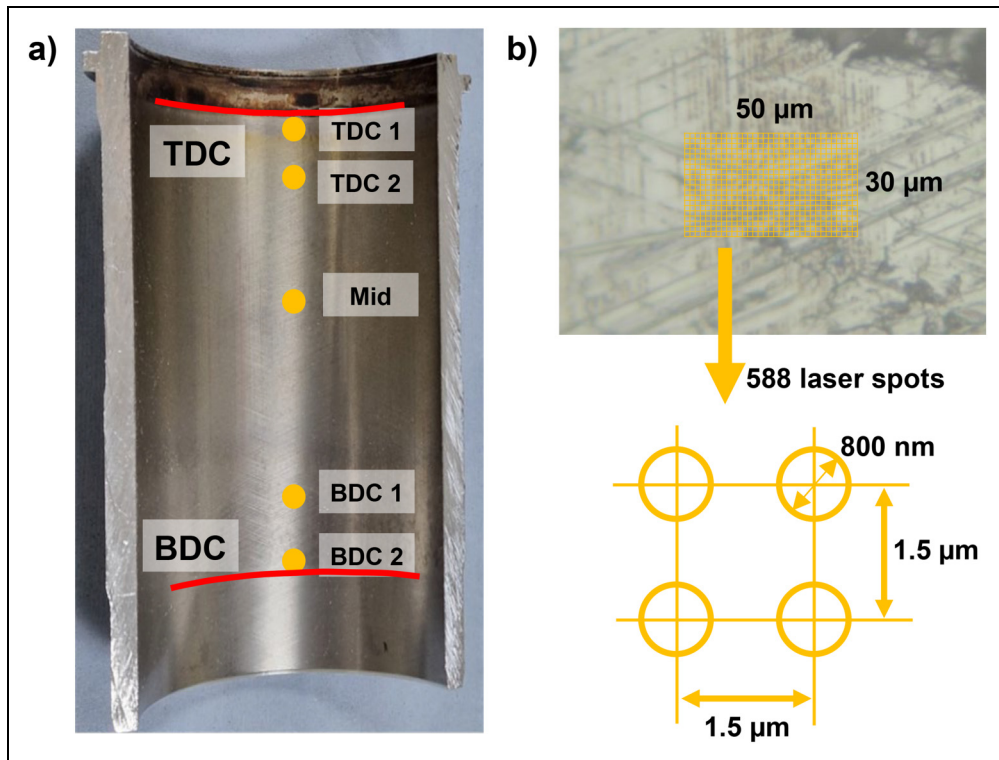 a)
TDC
TDC 1
TDC 2
Mid
BDC 1
BDC
BDC 2
b)
50 µm
30 µm
588 laser spots
800 nm
1.5 µm
1.5 µm